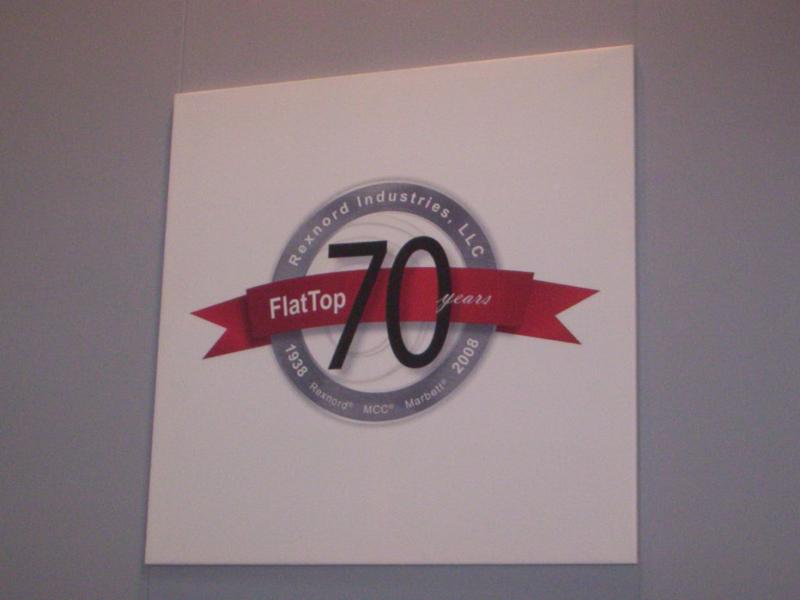 Rexnord Industries, LLC
FlatTop 70 years
1938 2008
Rexnord® MCC® Marbett®